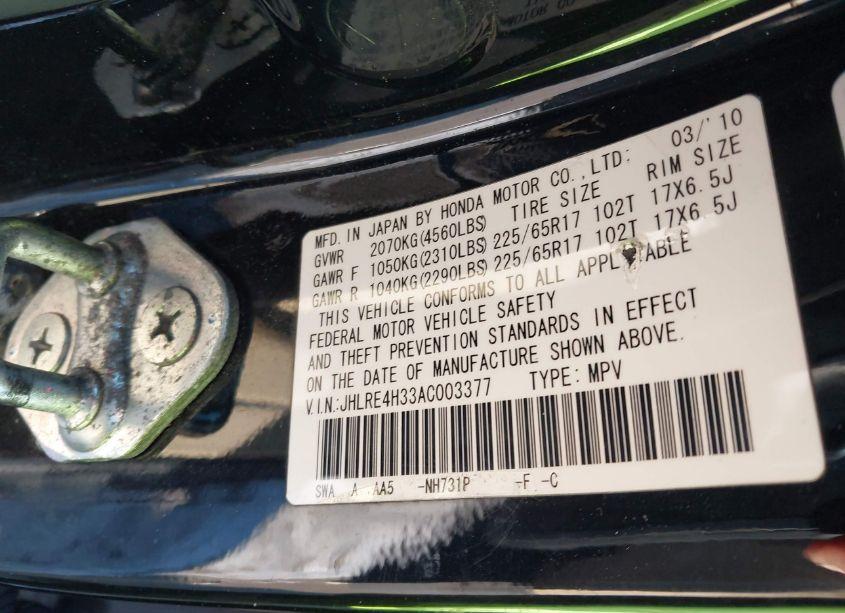 MFD. IN JAPAN BY HONDA MOTOR CO.,LTD: 03/'10
GVWR 2070KG(4560LBS) TIRE SIZE RIM SIZE
GAWR F 1050KG(2310LBS) 225/65R17 102T 17X6.5J
GAWR R 1040KG(2290LBS) 225/65R17 102T 17X6.5J
THIS VEHICLE CONFORMS TO ALL APPLICABLE
FEDERAL MOTOR VEHICLE SAFETY
AND THEFT PREVENTION STANDARDS IN EFFECT
ON THE DATE OF MANUFACTURE SHOWN ABOVE.
V.I.N.:JHLRE4H33AC003377 TYPE: MPV
SWA A AA5 -NH731P -F -C